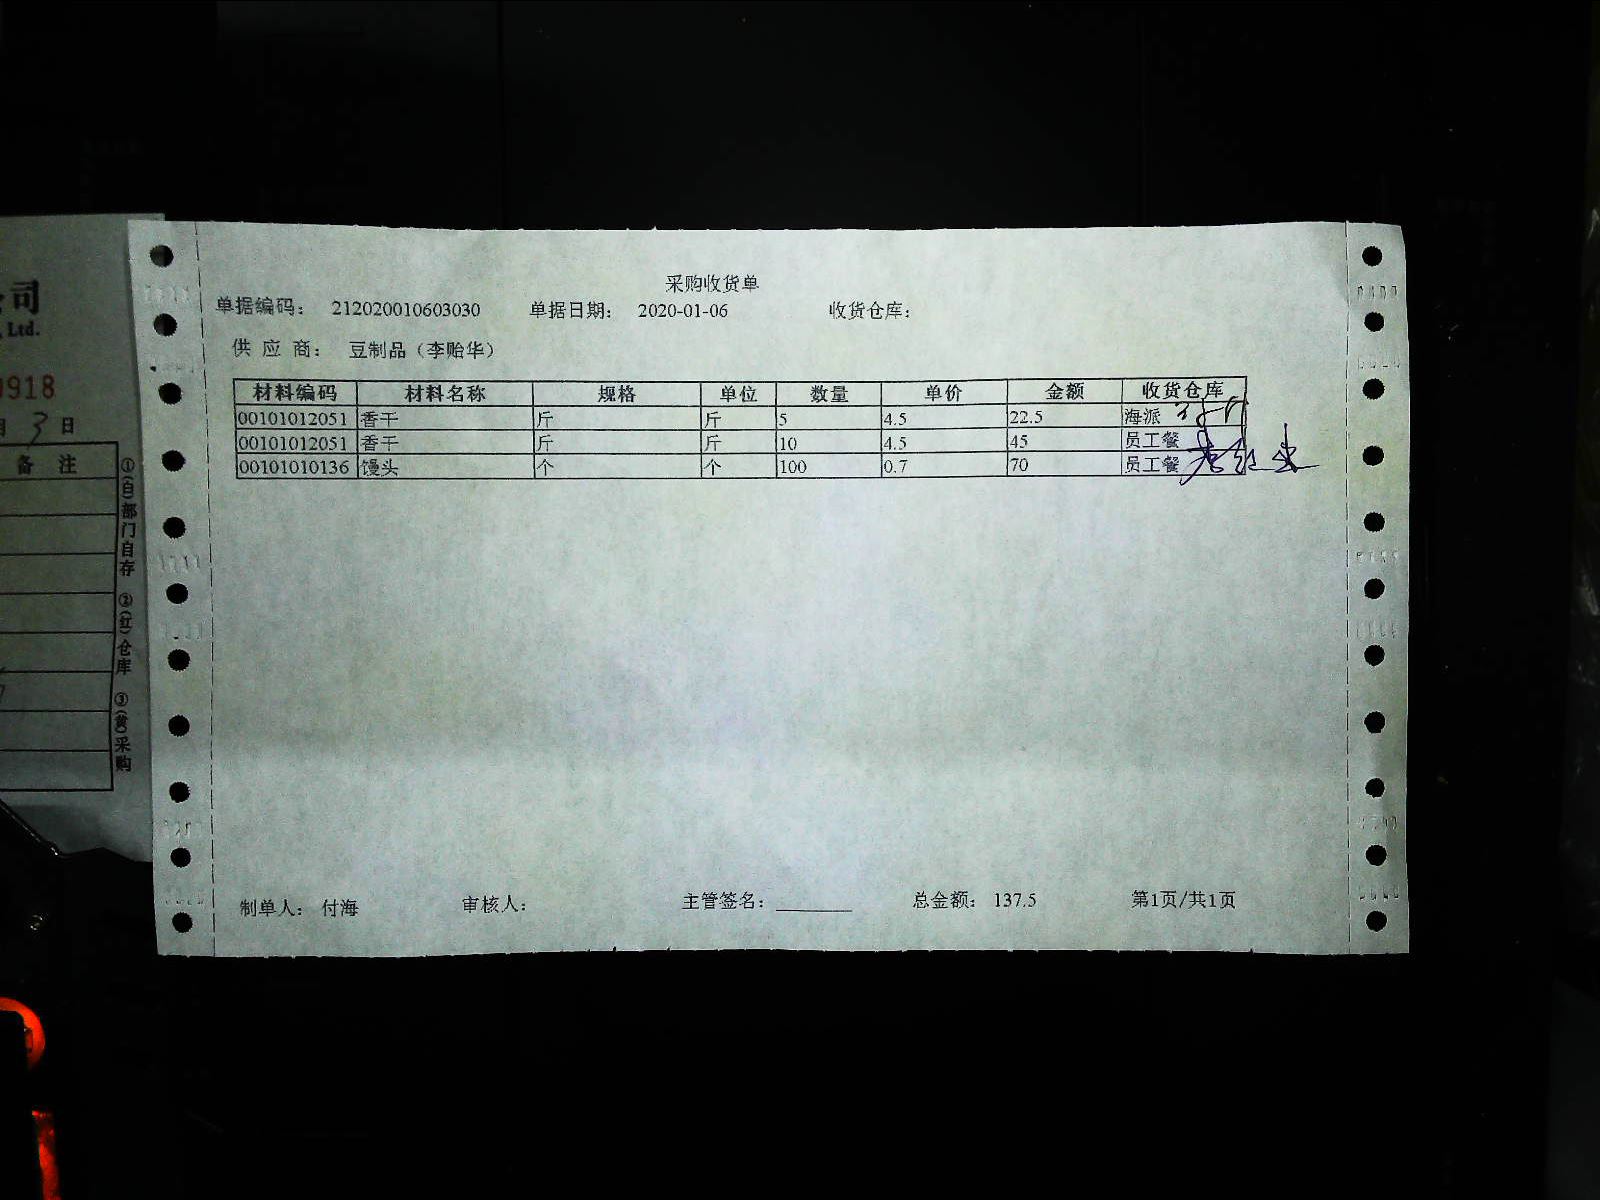 采购收货单
单据编码： 212020010603030 单据日期： 2020-01-06 收货仓库：
供 应 商： 豆制品（李贻华）
材料编码 材料名称 规格 单位 数量 单价 金额 收货仓库
00101012051 香干 斤 斤 5 4.5 22.5 海派
00101012051 香干 斤 斤 10 4.5 45 员工餐
00101010136 馒头 个 个 100 0.7 70 员工餐
制单人： 付海 审核人： 主管签名： 总金额： 137.5 第1页/共1页
司
Ltd.
918
3 日
备 注
①(自)部门自存 ②(红)仓库 ③(黄)采购